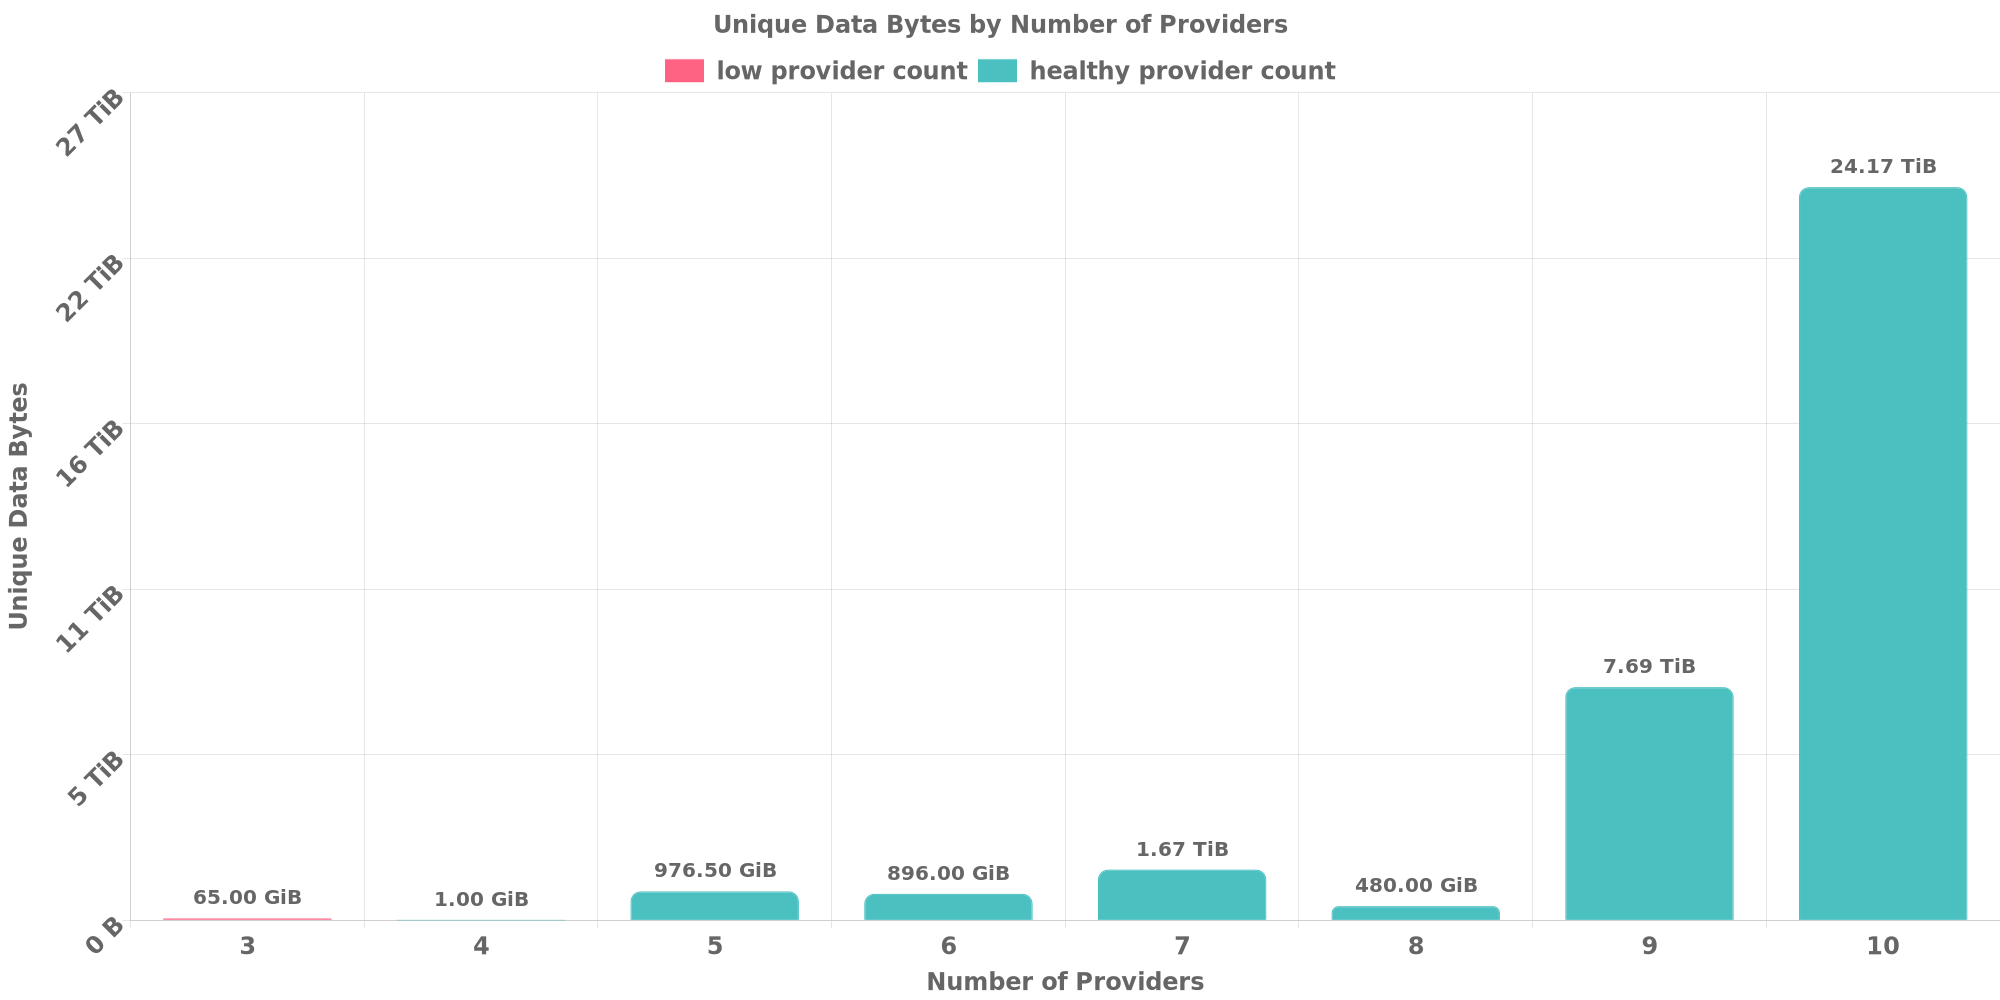 Unique Data Bytes by Number of Providers
low provider count healthy provider count
27 TiB
22 TiB
16 TiB
11 TiB
5 TiB
0 B
Unique Data Bytes
65.00 GiB
1.00 GiB
976.50 GiB
896.00 GiB
1.67 TiB
480.00 GiB
7.69 TiB
24.17 TiB
3 4 5 6 7 8 9 10
Number of Providers